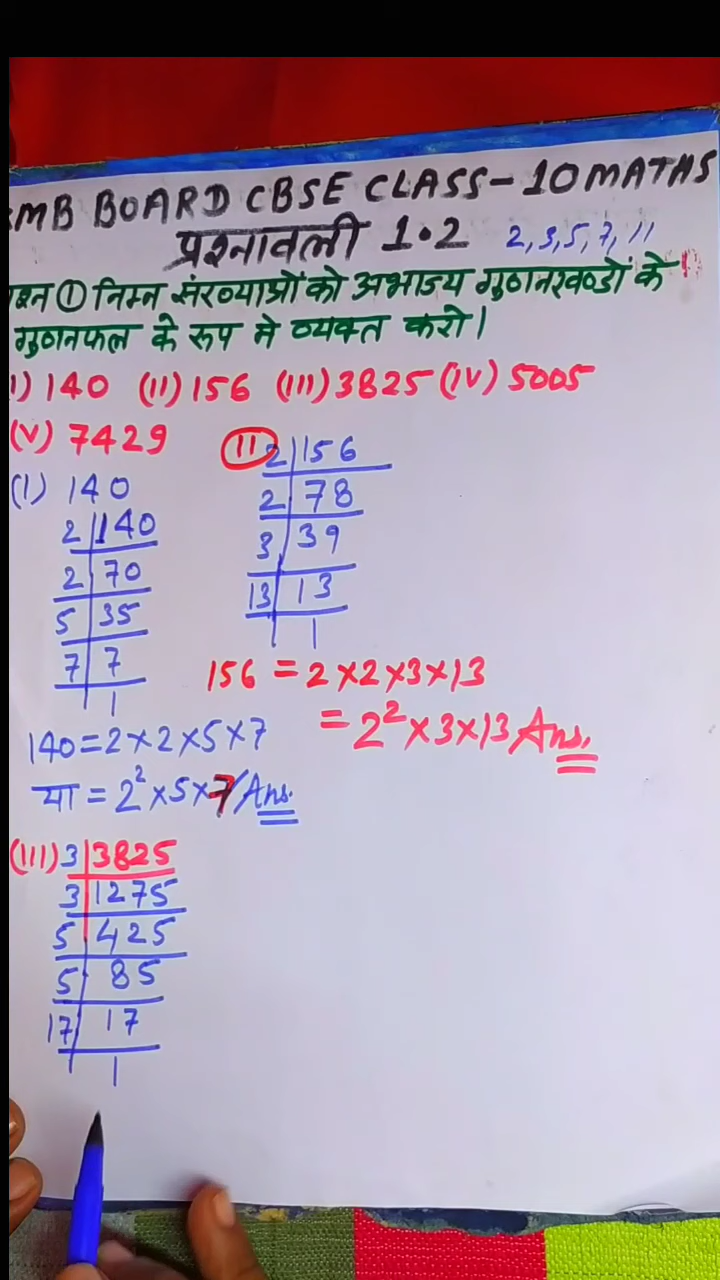 MB BOARD CBSE CLASS-10 MATHS
प्रश्नावली 1.2 2,3,5,7,11
① निम्न संख्याओं को अभाज्य गुणनखण्डों के
गुणनफल के रूप मे व्यक्त करो।
I) 140 (II) 156 (III) 3825 (IV) 5005
(V) 7429
(I) 140
2|140
2|70
5|35
7|7
|1
140=2×2×5×7
या = 2²×5×7 Ans.
(II) 2|156
2|78
3|39
13|13
|1
156 = 2×2×3×13
= 2²×3×13 Ans.
(III) 3|3825
3|1275
5|425
5|85
17|17
|1